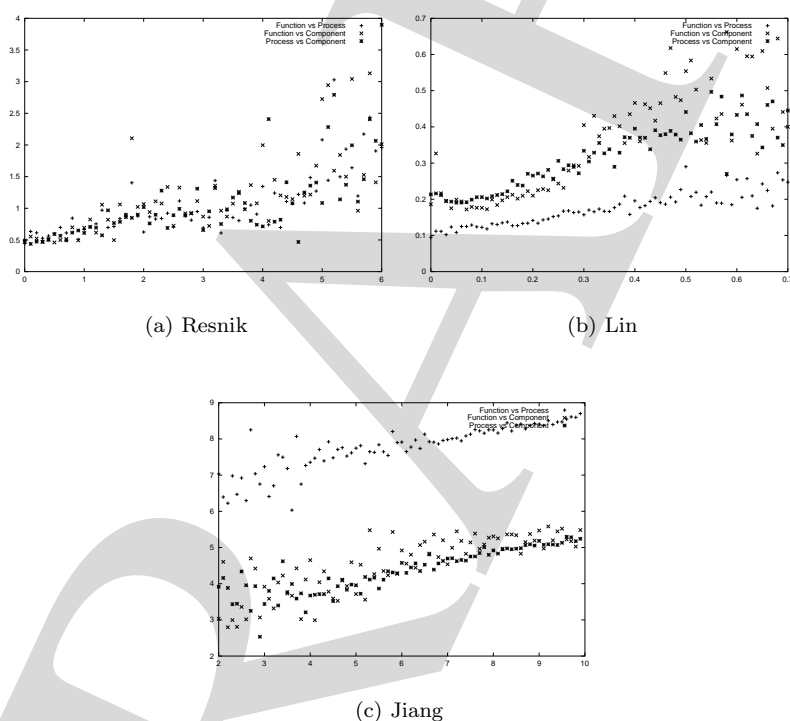 4
3.5
3
2.5
2
1.5
1
0.5
0
0 1 2 3 4 5 6
Function vs Process
Function vs Component
Process vs Component
(a) Resnik
0.7
0.6
0.5
0.4
0.3
0.2
0.1
0
0 0.1 0.2 0.3 0.4 0.5 0.6 0.7
Function vs Process
Function vs Component
Process vs Component
(b) Lin
9
8
7
6
5
4
3
2
2 3 4 5 6 7 8 9 10
Function vs Process
Function vs Component
Process vs Component
(c) Jiang
DRAFT